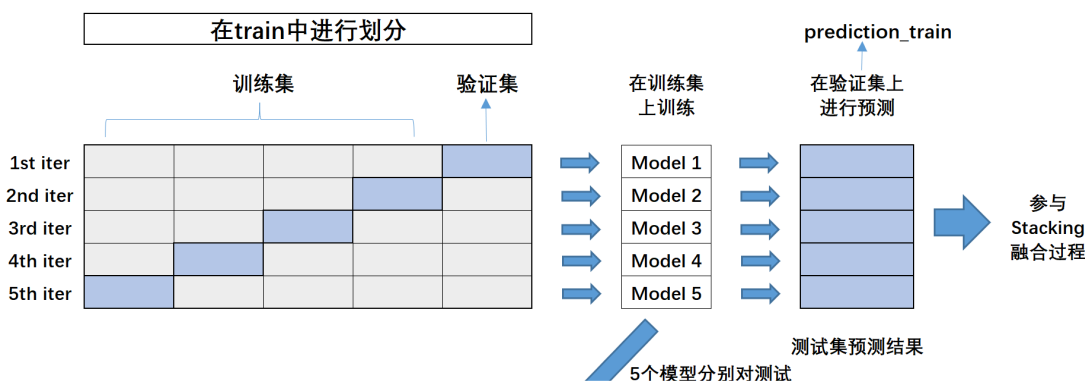 在train中进行划分
prediction_train
训练集
验证集
在训练集
上训练
在验证集上
进行预测
1st iter
Model 1
2nd iter
Model 2
3rd iter
Model 3
4th iter
Model 4
5th iter
Model 5
参与
Stacking
融合过程
测试集预测结果
5个模型分别对测试